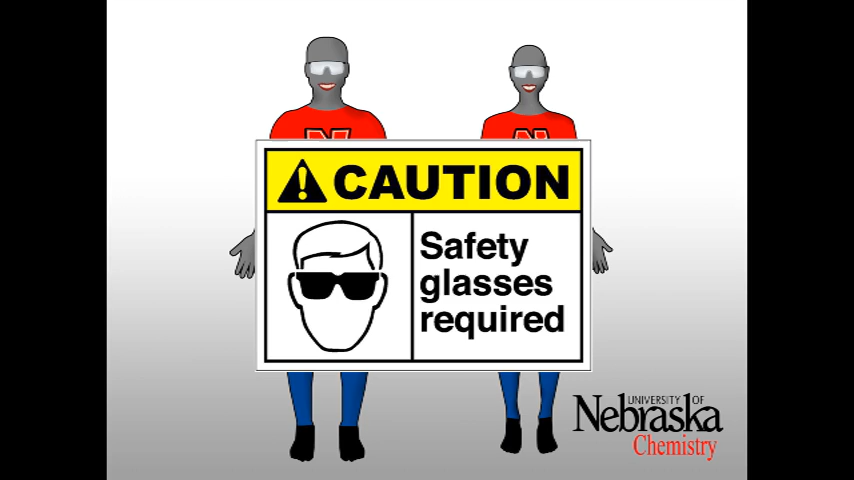 N N
CAUTION
Safety
glasses
required
UNIVERSITY OF
Nebraska
Chemistry